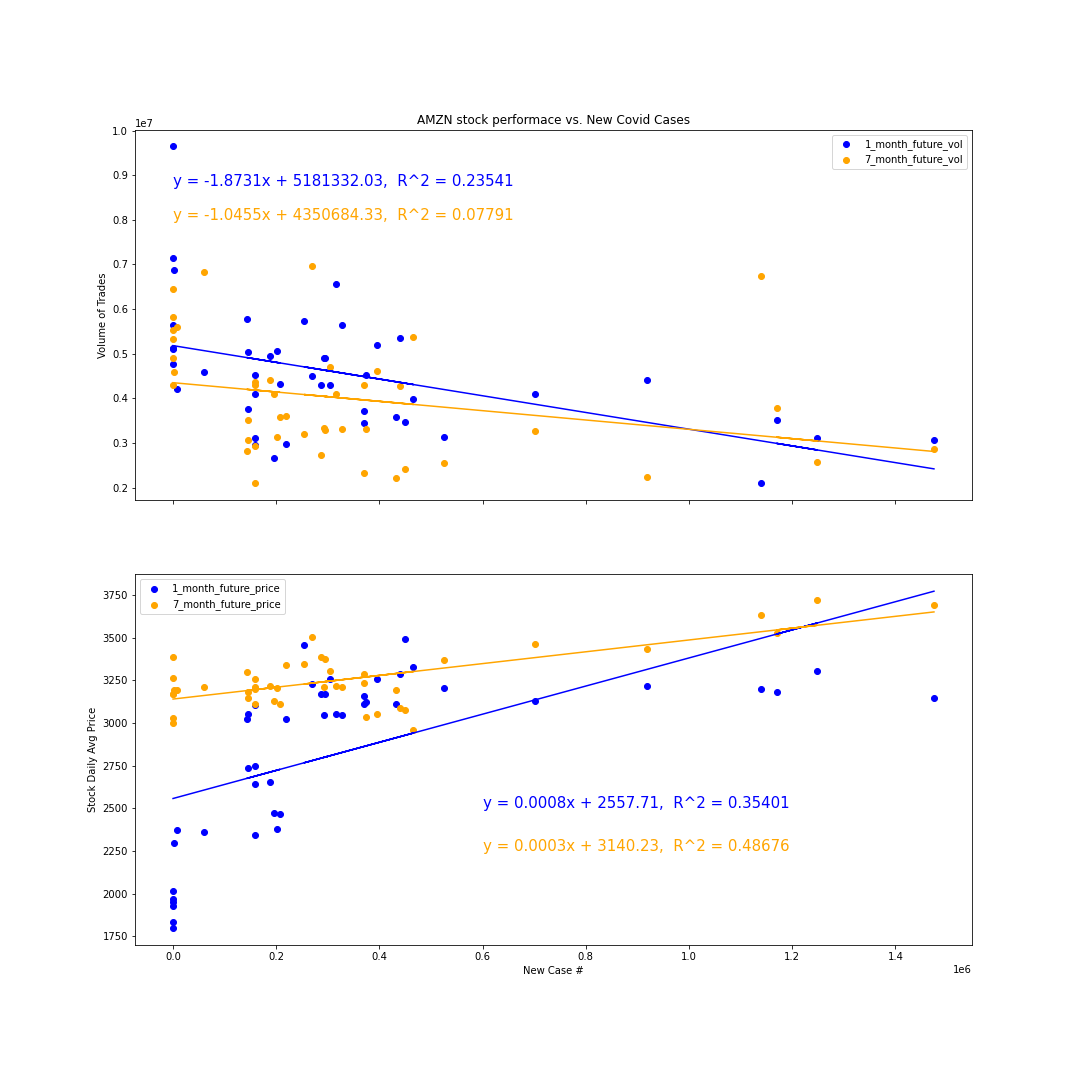 AMZN stock performace vs. New Covid Cases
1e7
1_month_future_vol
7_month_future_vol
y = -1.8731x + 5181332.03,  R^2 = 0.23541
y = -1.0455x + 4350684.33,  R^2 = 0.07791
Volume of Trades
1.0
0.9
0.8
0.7
0.6
0.5
0.4
0.3
0.2
1_month_future_price
7_month_future_price
y = 0.0008x + 2557.71,  R^2 = 0.35401
y = 0.0003x + 3140.23,  R^2 = 0.48676
Stock Daily Avg Price
3750
3500
3250
3000
2750
2500
2250
2000
1750
0.0 0.2 0.4 0.6 0.8 1.0 1.2 1.4
New Case #
1e6